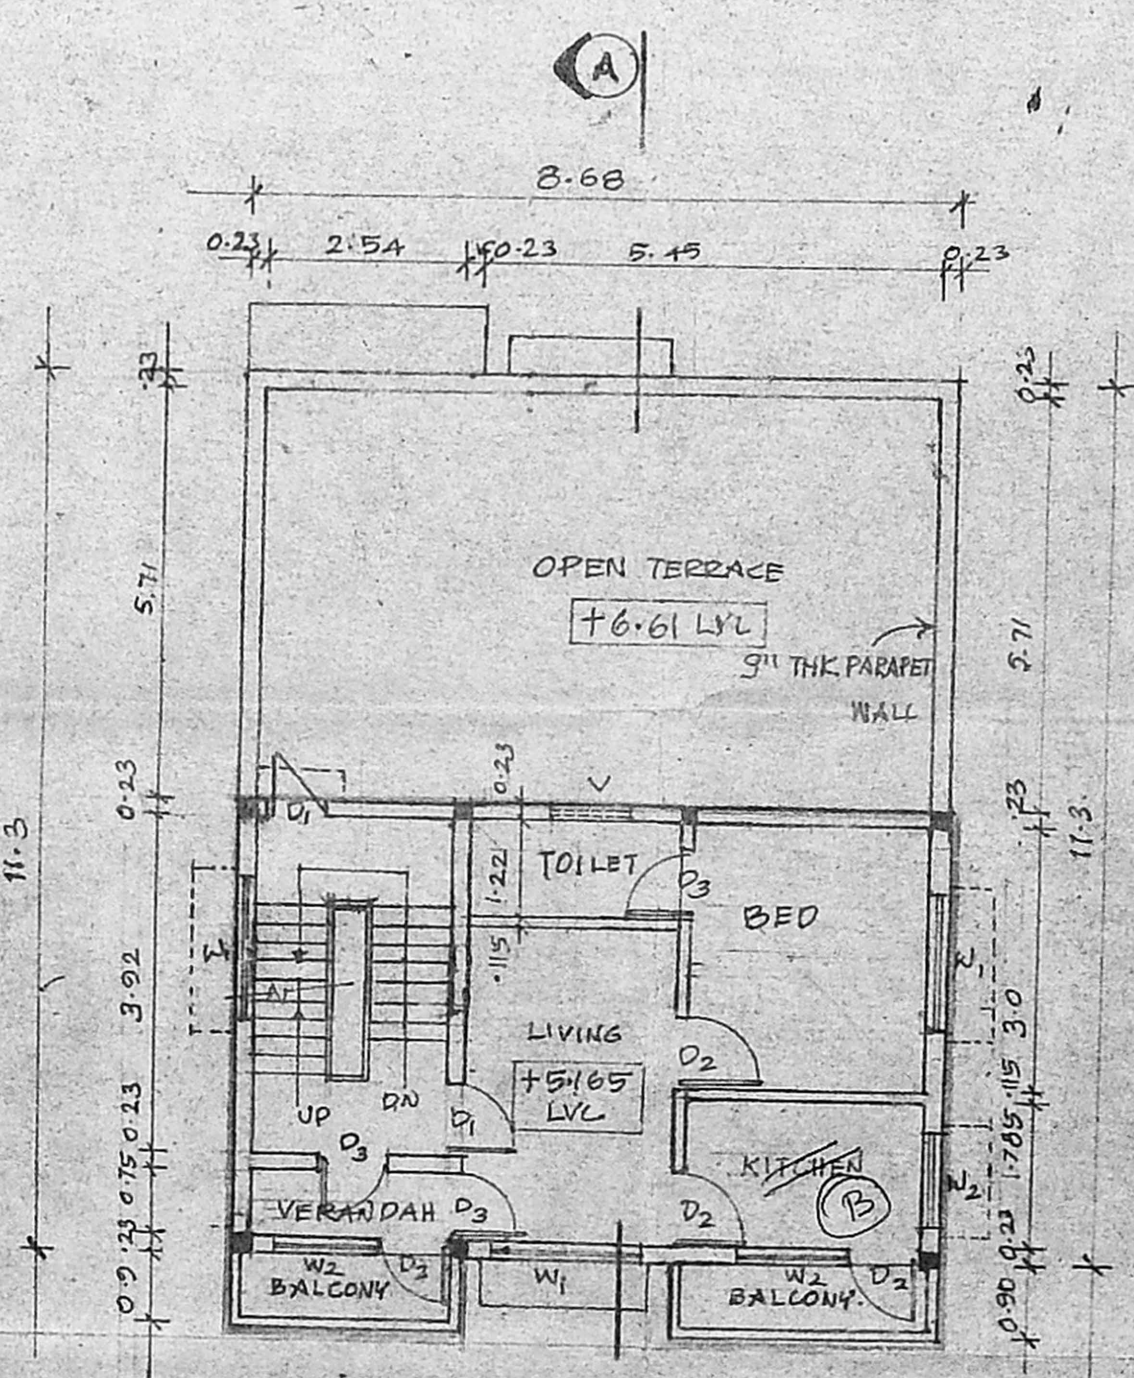 A
8.68
0.23 2.54 0.23 5.45 0.23
.23
0.23
5.71
OPEN TERRACE
+6.61 LVL
9" THK. PARAPET
WALL
5.71
0.23
0.23
V
.23
11.3
11.3
D1
TOILET
1.22
D3
BED
.115
3.92
W1
W1
LIVING
+5.165
LVL
3.0
D2
.115
UP
DN
D1
0.23
D3
KITCHEN
B
1.785
W2
0.75
VERANDAH
D3
D2
.23
0.23
W2
BALCONY
D2
W1
W2
BALCONY.
D2
0.9
0.90